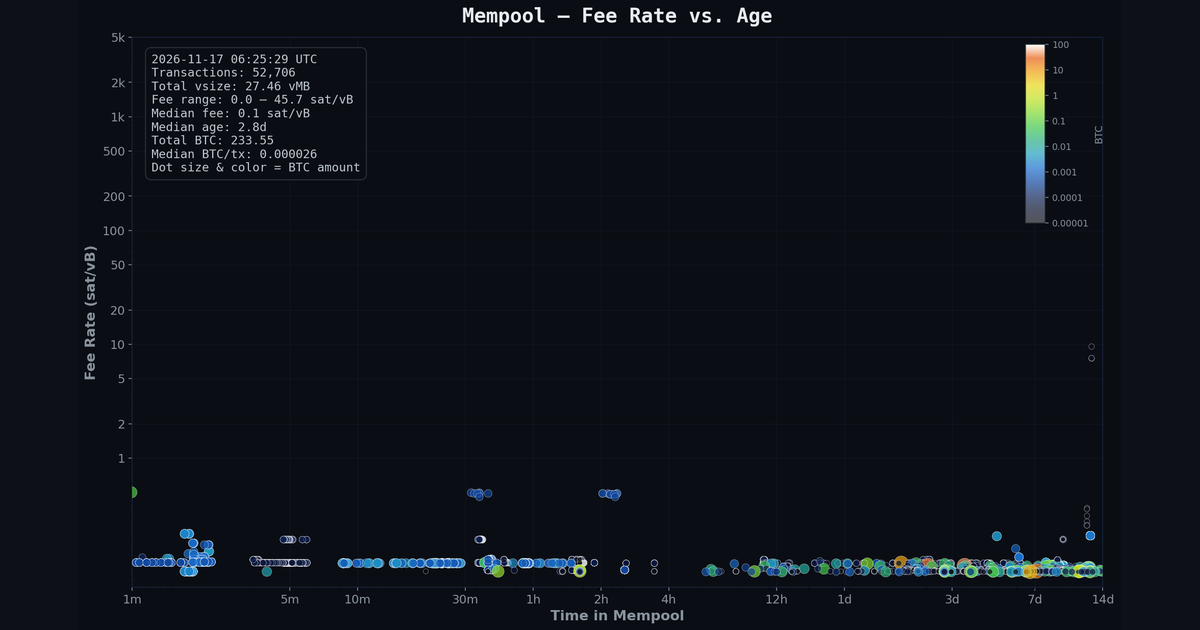 Mempool — Fee Rate vs. Age
2026-11-17 06:25:29 UTC
Transactions: 52,706
Total vsize: 27.46 vMB
Fee range: 0.0 — 45.7 sat/vB
Median fee: 0.1 sat/vB
Median age: 2.8d
Total BTC: 233.55
Median BTC/tx: 0.000026
Dot size & color = BTC amount
100
10
1
0.1
0.01
0.001
0.0001
0.00001
BTC
Fee Rate (sat/vB)
5k
2k
1k
500
200
100
50
20
10
5
2
1
1m
5m
10m
30m
1h
2h
4h
12h
1d
3d
7d
14d
Time in Mempool